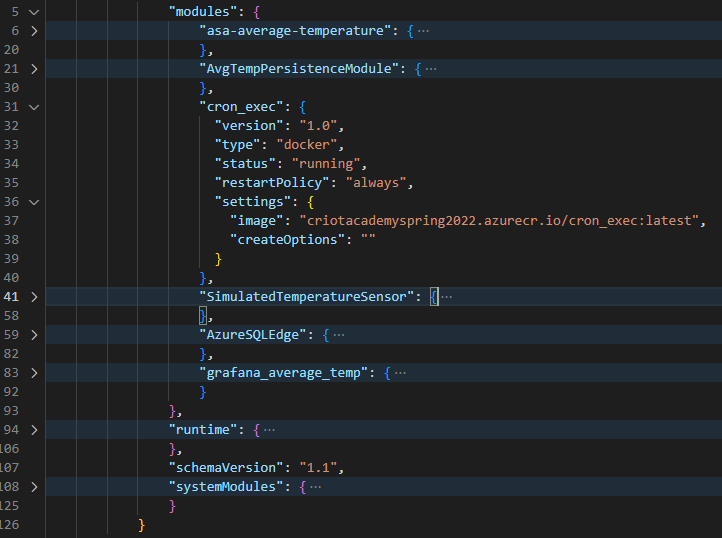 5 "modules": {
6 "asa-average-temperature": { ···
20 },
21 "AvgTempPersistenceModule": { ···
30 },
31 "cron_exec": {
32 "version": "1.0",
33 "type": "docker",
34 "status": "running",
35 "restartPolicy": "always",
36 "settings": {
37 "image": "criotacademyspring2022.azurecr.io/cron_exec:latest",
38 "createOptions": ""
39 }
40 },
41 "SimulatedTemperatureSensor": { ···
58 },
59 "AzureSQLEdge": { ···
82 },
83 "grafana_average_temp": { ···
92 }
93 },
94 "runtime": { ···
106 },
107 "schemaVersion": "1.1",
108 "systemModules": { ···
125 }
126 }